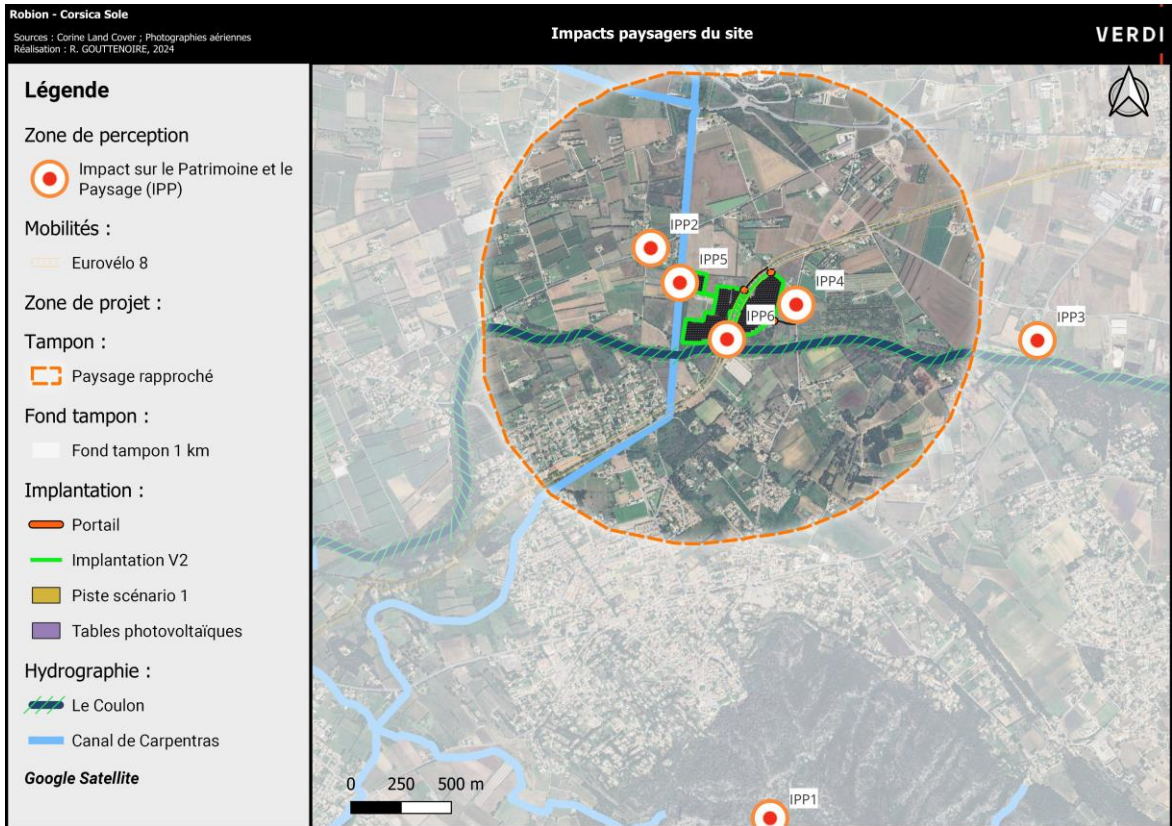 Robion - Corsica Sole
Sources : Corine Land Cover ; Photographies aériennes
Réalisation : R. GOUTTENOIRE, 2024
Impacts paysagers du site
VERDI
Légende
Zone de perception
Impact sur le Patrimoine et le
Paysage (IPP)
Mobilités :
Eurovélo 8
Zone de projet :
Tampon :
Paysage rapproché
Fond tampon :
Fond tampon 1 km
Implantation :
Portail
Implantation V2
Piste scénario 1
Tables photovoltaïques
Hydrographie :
Le Coulon
Canal de Carpentras
Google Satellite
IPP2
IPP5
IPP4
IPP6
IPP3
0 250 500 m
IPP1